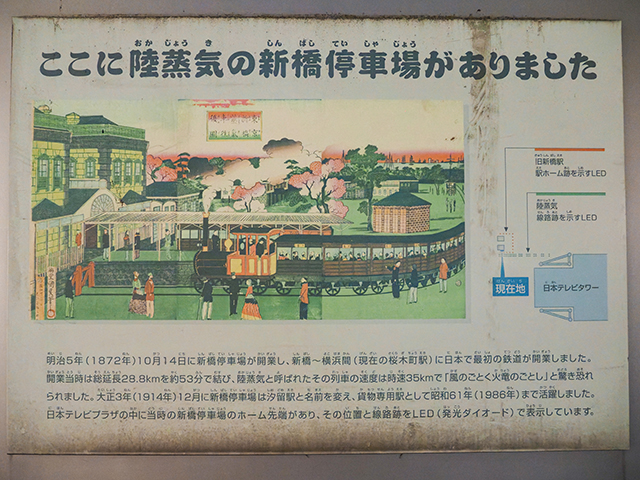 ここに陸蒸気の新橋停車場がありました
旧新橋駅
駅ホーム跡を示すLED
陸蒸気
線路跡を示すLED
現在地
日本テレビタワー
明治5年(1872年)10月14日に新橋停車場が開業し、新橋〜横浜間(現在の桜木町駅)に日本で最初の鉄道が開業しました。
開業当時は総延長28.8kmを約53分で結び、陸蒸気と呼ばれたその列車の速度は時速35kmで「風のごとく火竜のごとし」と驚き恐れ
られました。大正3年(1914年)12月に新橋停車場は汐留駅と名前を変え、貨物専用駅として昭和61年(1986年)まで活躍しました。
日本テレビプラザの中に当時の新橋停車場のホーム先端があり、その位置と線路跡をLED(発光ダイオード)で表示しています。